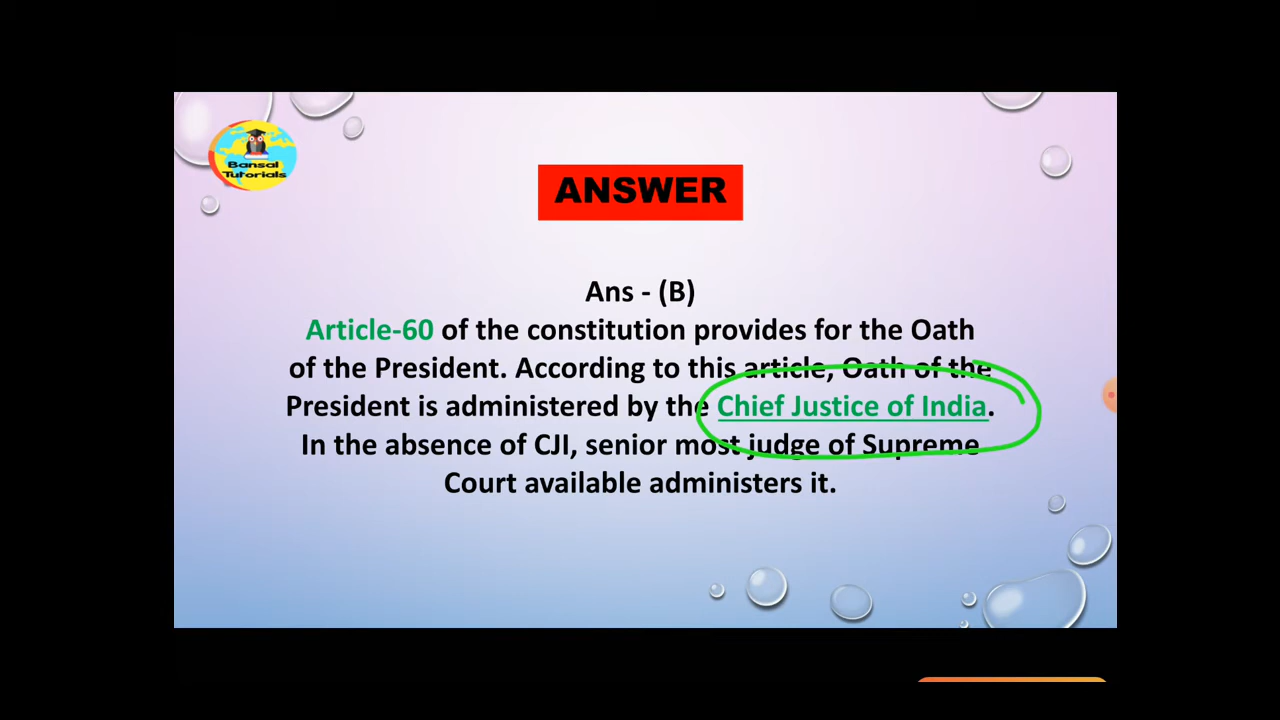 Bansal
Tutorials
ANSWER
Ans - (B)
Article-60 of the constitution provides for the Oath
of the President. According to this article, Oath of the
President is administered by the Chief Justice of India.
In the absence of CJI, senior most judge of Supreme
Court available administers it.